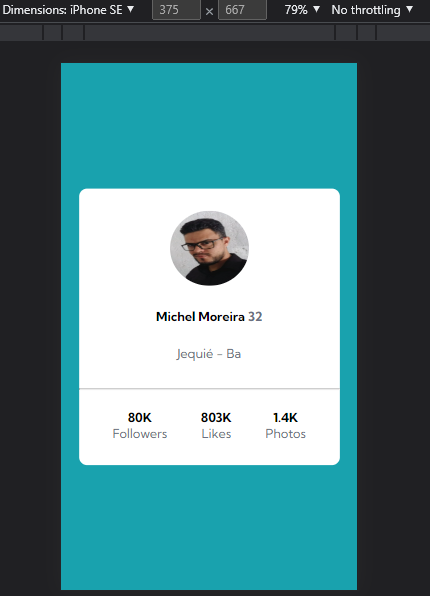 Dimensions: iPhone SE ▼ 375 × 667 79% ▼ No throttling ▼
Michel Moreira 32
Jequié - Ba
80K 803K 1.4K
Followers Likes Photos